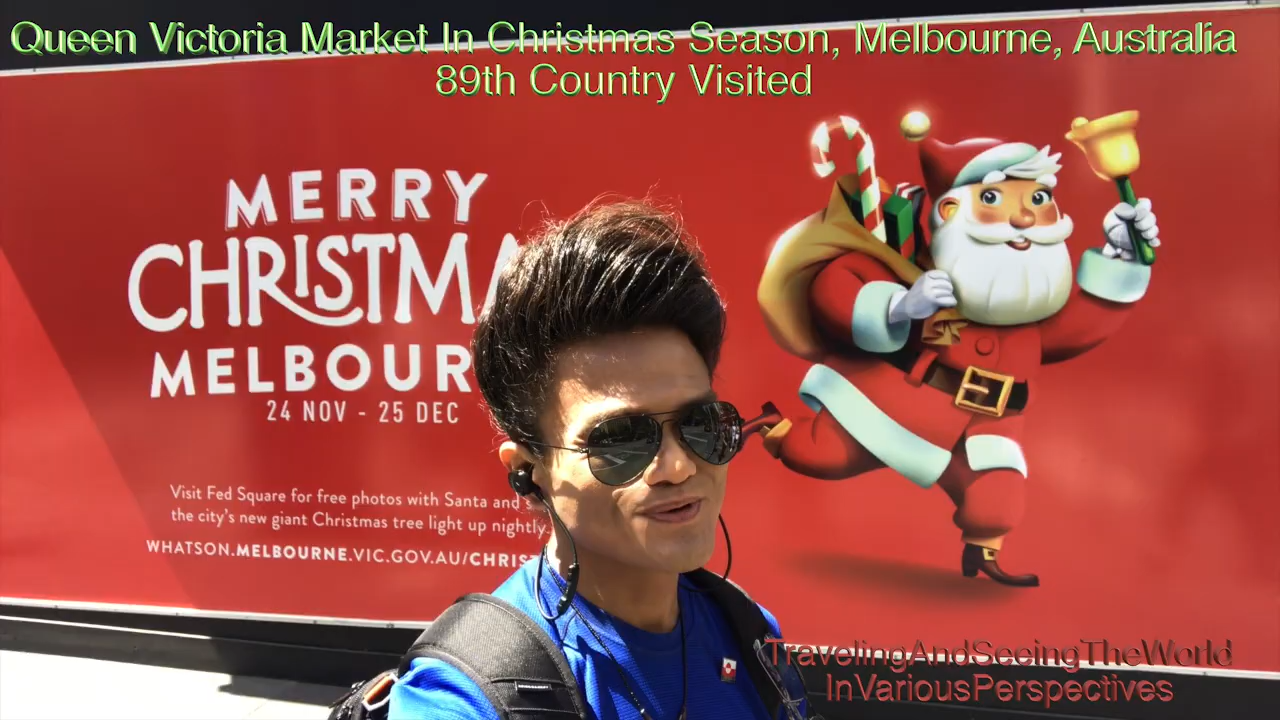 Queen Victoria Market In Christmas Season, Melbourne, Australia
89th Country Visited
MERRY
CHRISTMA
MELBOUR
24 NOV - 25 DEC
Visit Fed Square for free photos with Santa and s
the city's new giant Christmas tree light up nightly.
WHATSON.MELBOURNE.VIC.GOV.AU/CHRIST
TravelingAndSeeingTheWorld
InVariousPerspectives